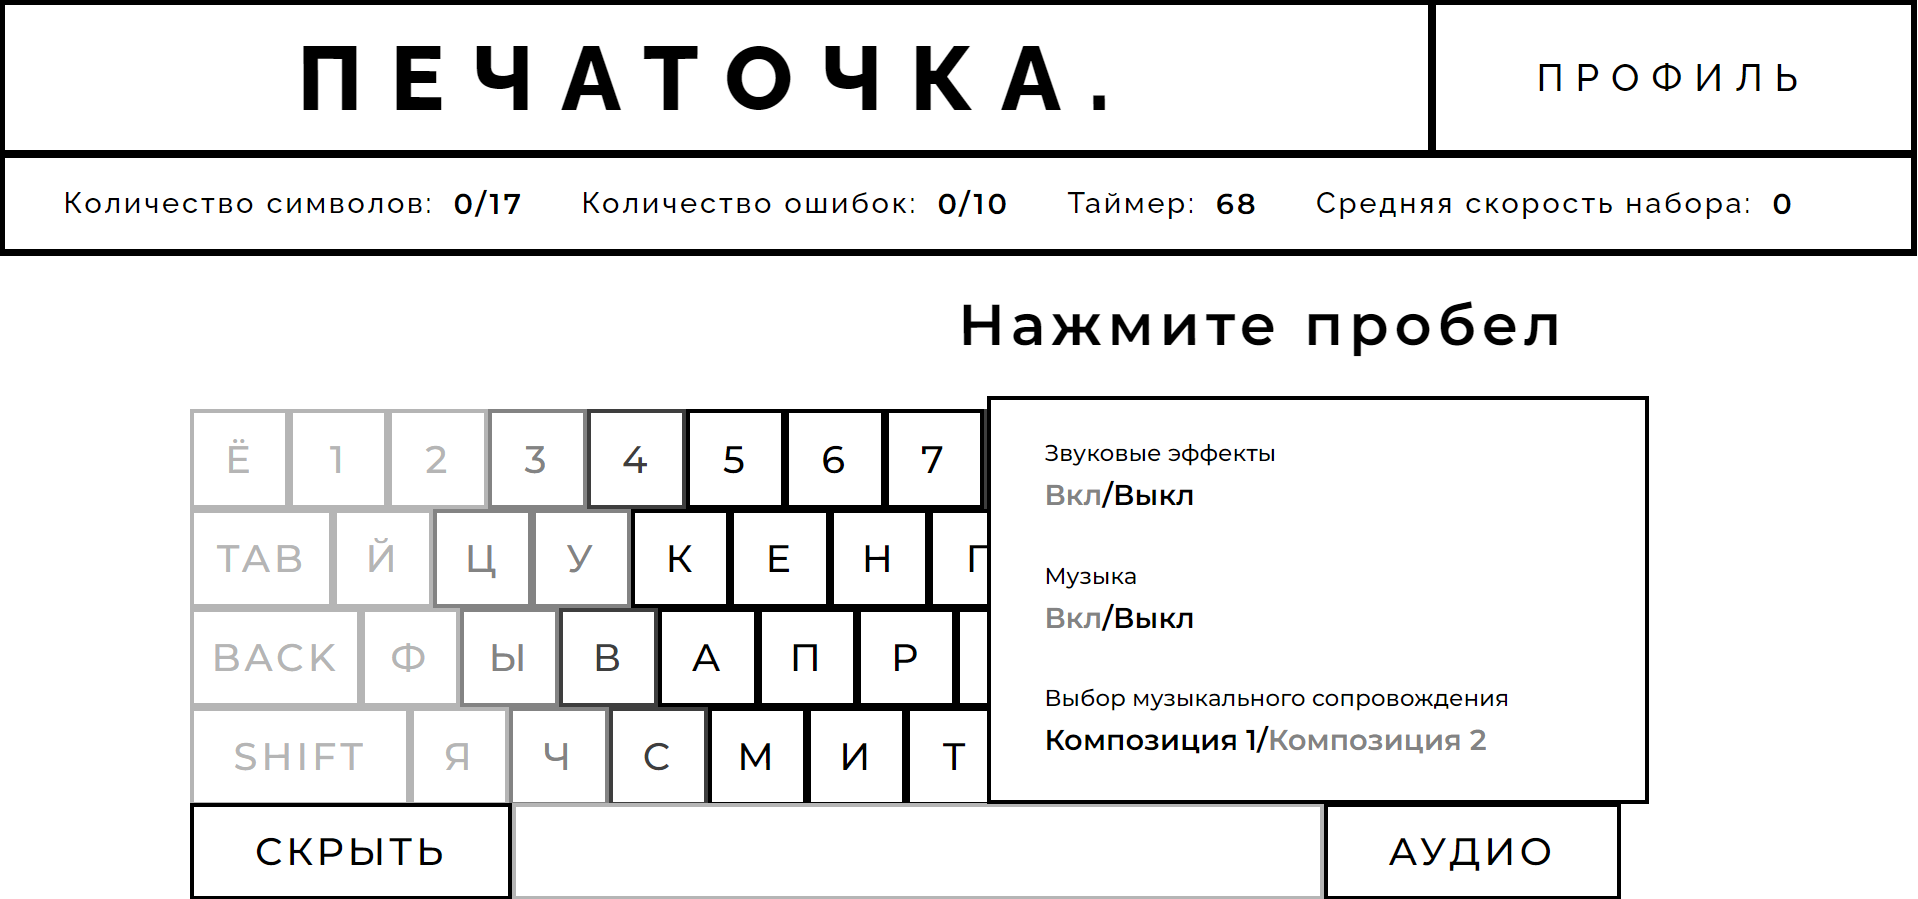 ПЕЧАТОЧКА.
ПРОФИЛЬ
Количество символов: 0/17 Количество ошибок: 0/10 Таймер: 68 Средняя скорость набора: 0
Нажмите пробел
Ё 1 2 3 4 5 6 7
TAB Й Ц У К Е Н Г
BACK Ф Ы В А П Р
SHIFT Я Ч С М И Т
Звуковые эффекты
Вкл/Выкл
Музыка
Вкл/Выкл
Выбор музыкального сопровождения
Композиция 1/Композиция 2
СКРЫТЬ
АУДИО